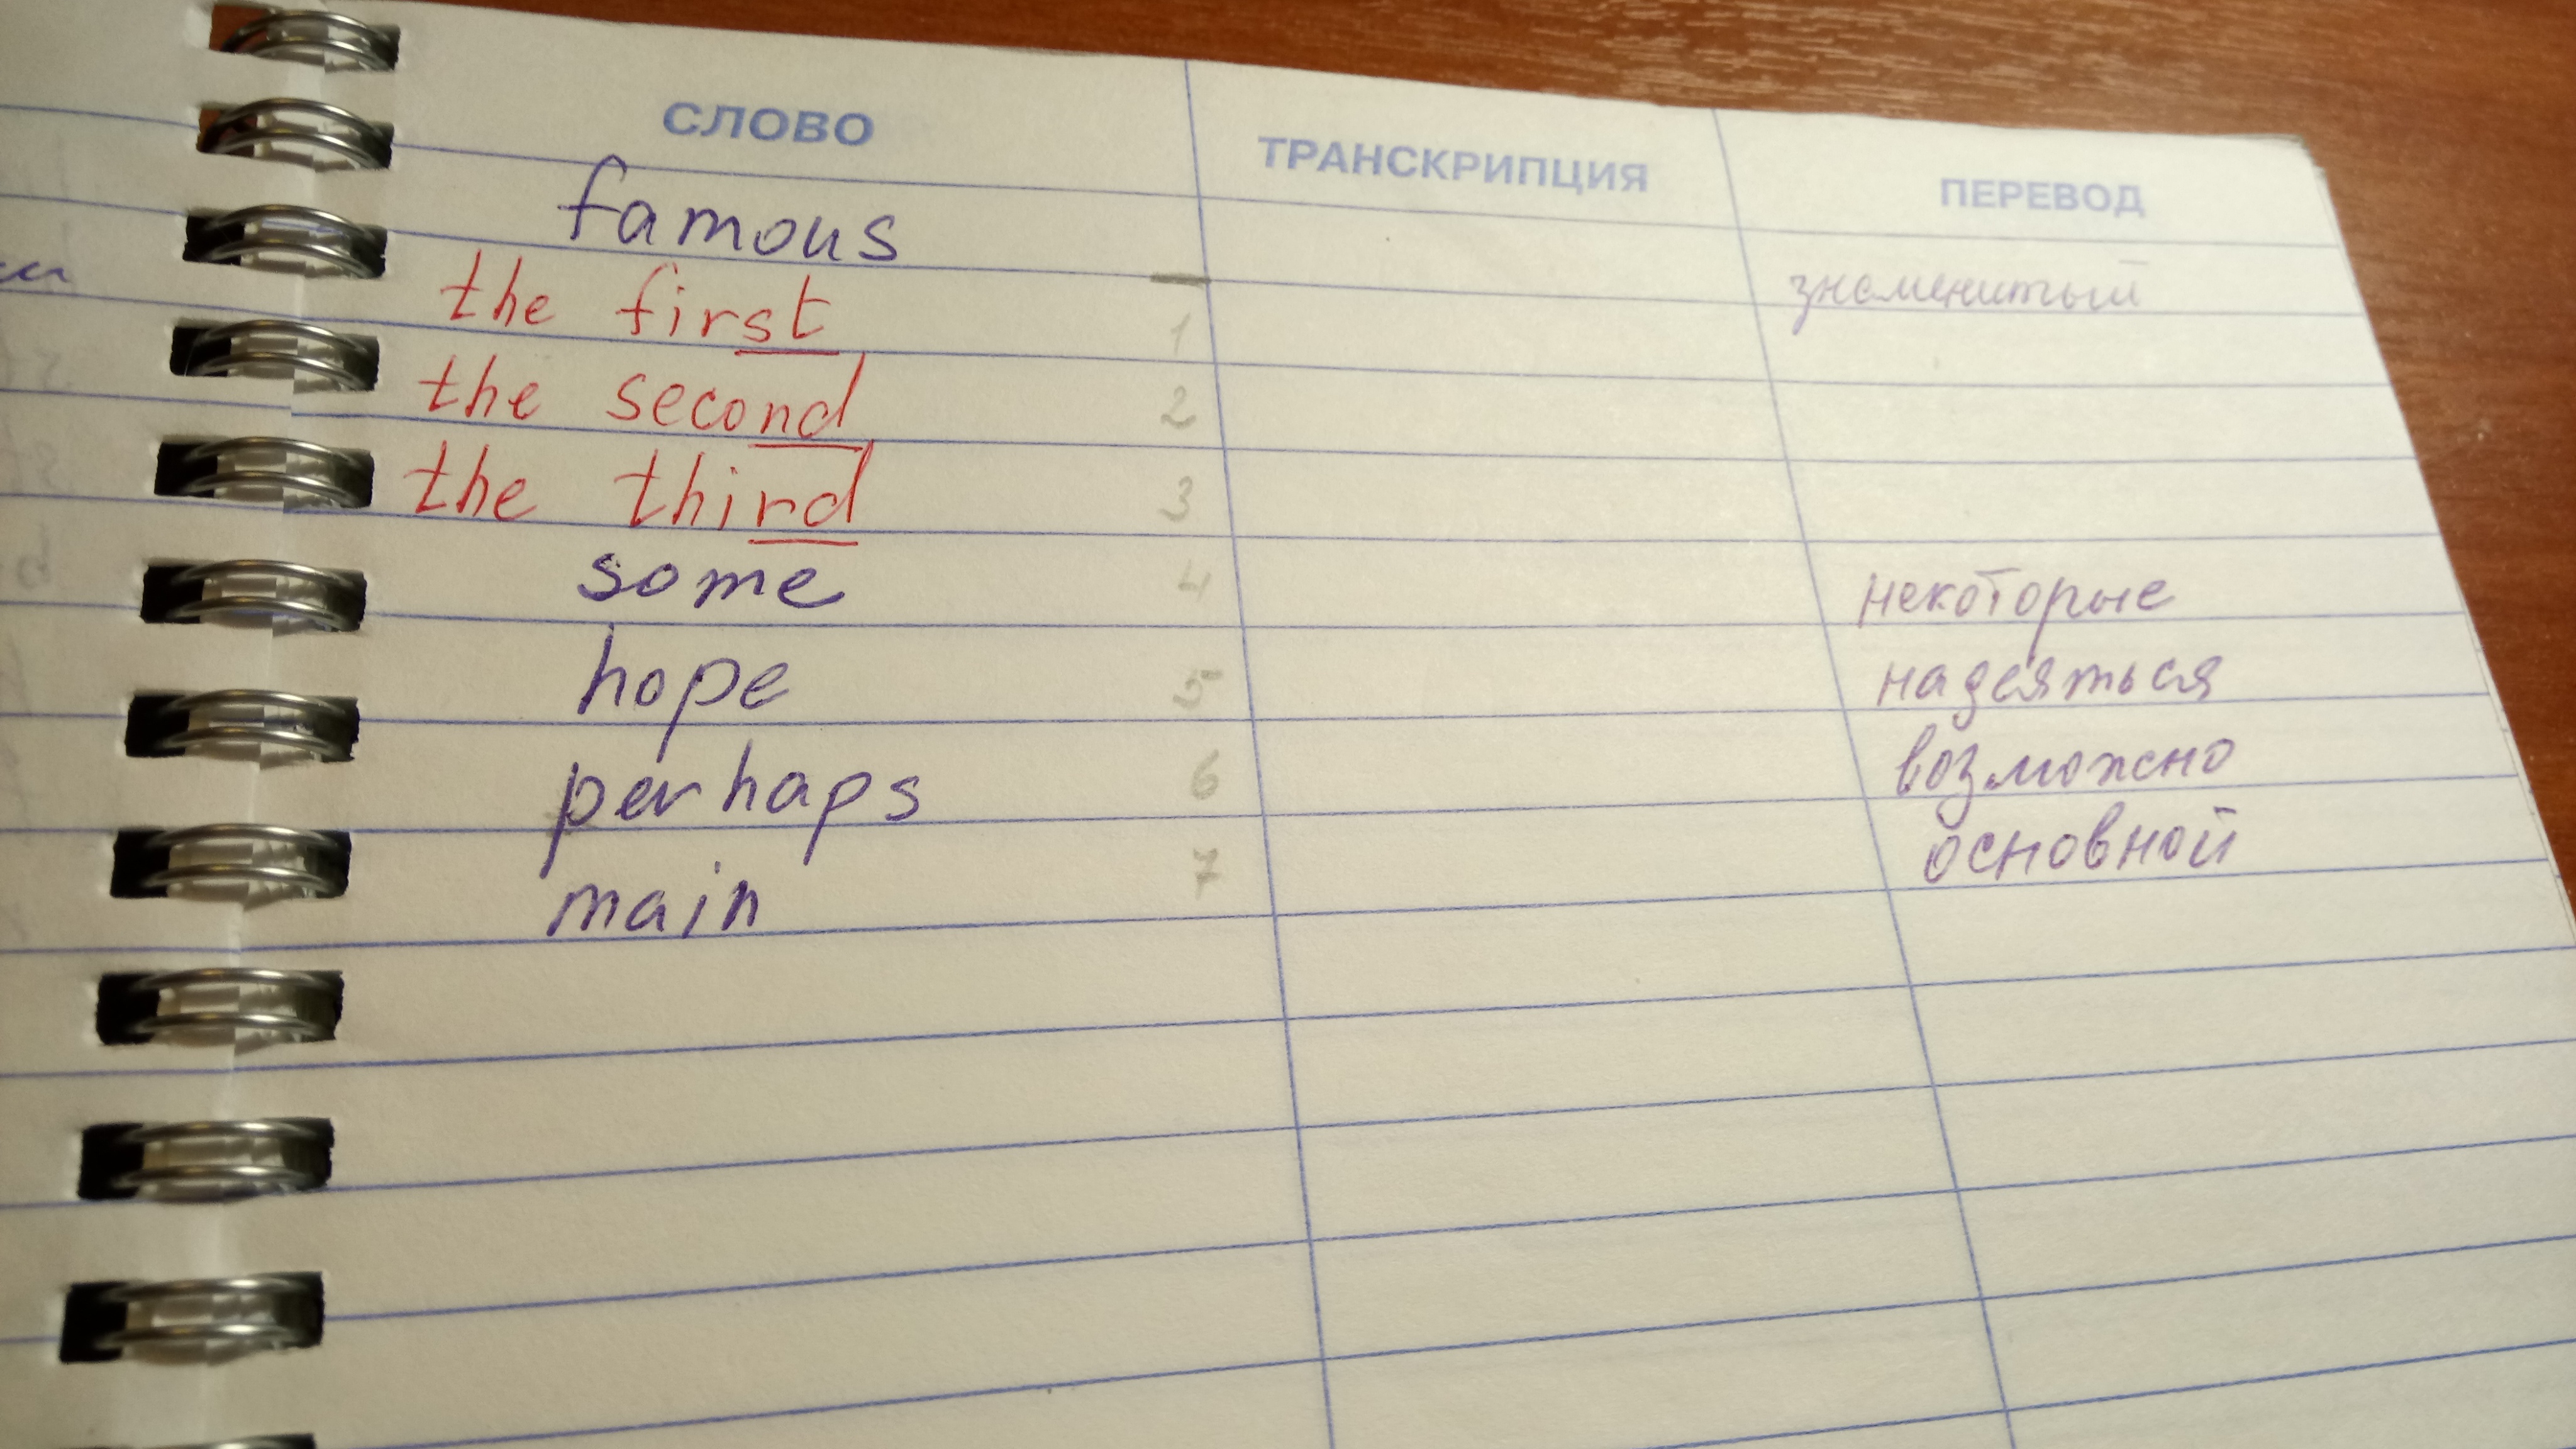 СЛОВО ТРАНСКРИПЦИЯ ПЕРЕВОД
famous знаменитый
the first 1
the second 2
the third 3
some 4 некоторые
hope 5 надеяться
perhaps 6 возможно
main 7 основной